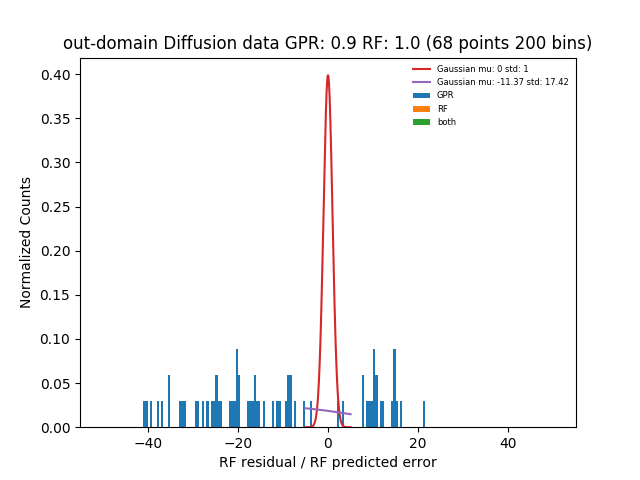 out-domain Diffusion data GPR: 0.9 RF: 1.0 (68 points 200 bins)
Gaussian mu: 0 std: 1
Gaussian mu: -11.37 std: 17.42
GPR
RF
both
Normalized Counts
0.40
0.35
0.30
0.25
0.20
0.15
0.10
0.05
0.00
−40 −20 0 20 40
RF residual / RF predicted error